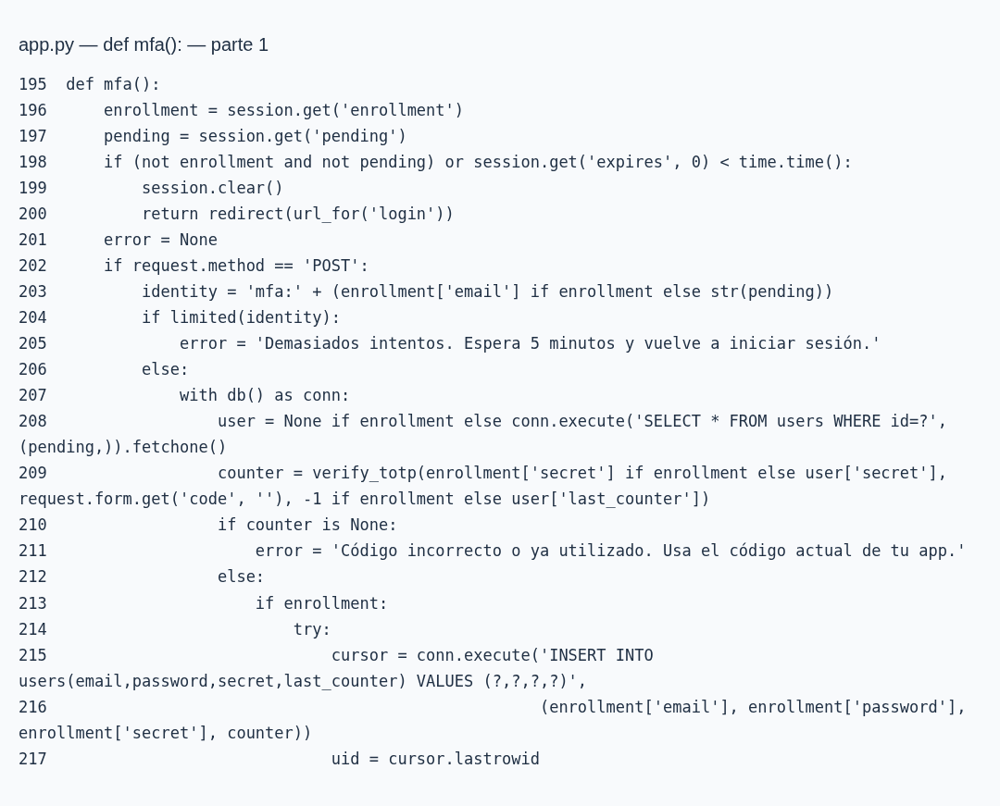 app.py — def mfa(): — parte 1
195  def mfa():
196      enrollment = session.get('enrollment')
197      pending = session.get('pending')
198      if (not enrollment and not pending) or session.get('expires', 0) < time.time():
199          session.clear()
200          return redirect(url_for('login'))
201      error = None
202      if request.method == 'POST':
203          identity = 'mfa:' + (enrollment['email'] if enrollment else str(pending))
204          if limited(identity):
205              error = 'Demasiados intentos. Espera 5 minutos y vuelve a iniciar sesión.'
206          else:
207              with db() as conn:
208                  user = None if enrollment else conn.execute('SELECT * FROM users WHERE id=?',
(pending,)).fetchone()
209                  counter = verify_totp(enrollment['secret'] if enrollment else user['secret'],
request.form.get('code', ''), -1 if enrollment else user['last_counter'])
210                  if counter is None:
211                      error = 'Código incorrecto o ya utilizado. Usa el código actual de tu app.'
212                  else:
213                      if enrollment:
214                          try:
215                              cursor = conn.execute('INSERT INTO
users(email,password,secret,last_counter) VALUES (?,?,?,?)',
216                                                    (enrollment['email'], enrollment['password'],
enrollment['secret'], counter))
217                              uid = cursor.lastrowid